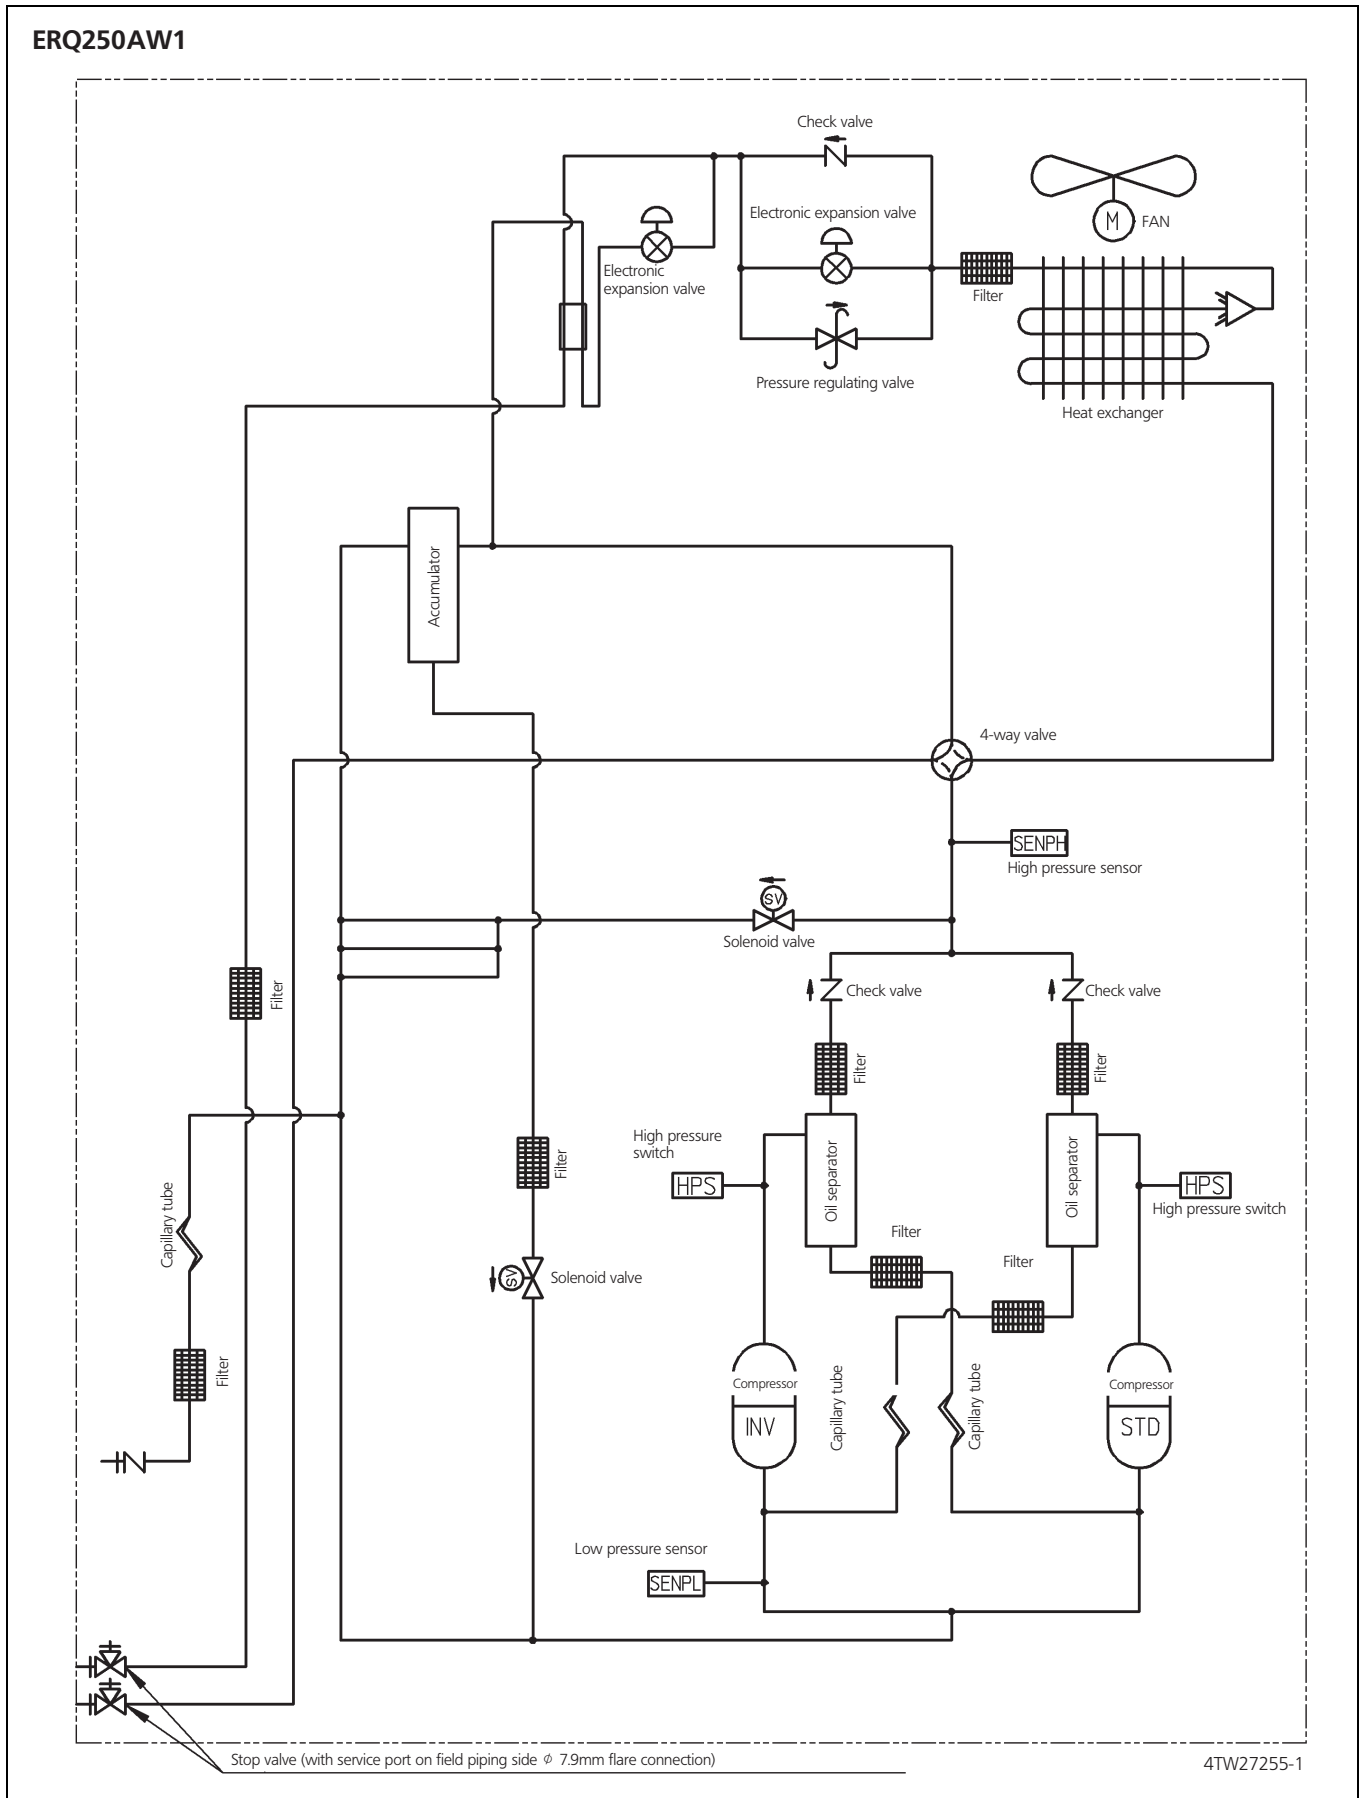 ERQ250AW1
Check valve
Electronic expansion valve
M
FAN
Electronic
expansion valve
Filter
Pressure regulating valve
Heat exchanger
Accumulator
4-way valve
SENPH
High pressure sensor
SV
Solenoid valve
Filter
Check valve
Check valve
Filter
Filter
High pressure
switch
HPS
Oil separator
Oil separator
HPS
High pressure switch
Filter
Capillary tube
Filter
Filter
SV
Solenoid valve
Filter
Compressor
INV
Capillary tube
Capillary tube
Compressor
STD
Low pressure sensor
SENPL
Stop valve (with service port on field piping side ϕ 7.9mm flare connection)
4TW27255-1